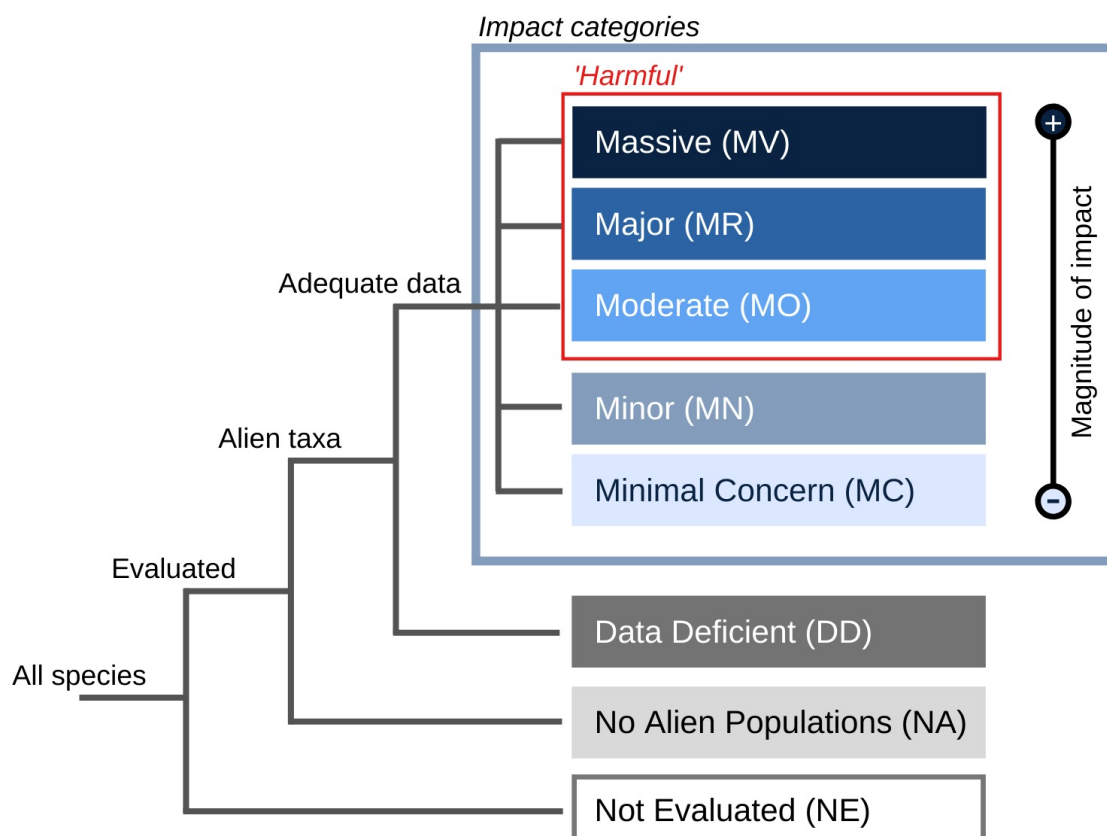 Impact categories
'Harmful'
Massive (MV)
+
Major (MR)
Adequate data
Moderate (MO)
Magnitude of impact
Minor (MN)
Alien taxa
Minimal Concern (MC)
-
Evaluated
Data Deficient (DD)
All species
No Alien Populations (NA)
Not Evaluated (NE)